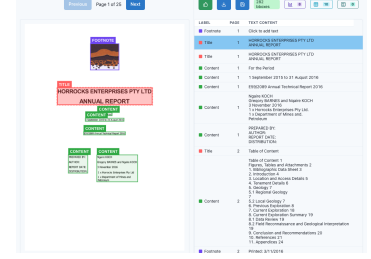 Previous
Page 1 of 25
Next
LABEL PAGE TEXT CONTENT
Footnote 1 Click to add text
Title 1 HORROCKS ENTERPRISES PTY LTD
ANNUAL REPORT
Title 1 HORROCKS ENTERPRISES PTY LTD
ANNUAL REPORT
Content 1 For the Period
Content 1 1 September 2015 to 31 August 2016
Content 1 Annual Technical Report 2016
Content 1 Ngaire KOCH
Gregory BARNES and Ngaire KOCH
3 November 2016
1 x Horrocks Enterprises Pty Ltd
1 x Department of Mines and
Petroleum
Content 1 PREPARED BY:
AUTHOR:
REPORT DATE:
DISTRIBUTION:
Title 2 Table of Content
Content 2 Table of Content 1
Figures, Tables and Attachments 2
1. Bibliographic Data Sheet 3
2. Introduction 4
3. Location and Access Details 5
4. Tenement Details 6
5. Geology 7
5.1 Regional Geology
5.2 Local Geology 7
6. Previous Exploration 8
7. Current Exploration 18
8. Current Exploration Summary 19
8.1 Data Review 19
8.2 Field Reconnaissance and Geological Interpretation
19
9. Conclusion and Recommendations 20
10. References 21
11. Appendices 24
Footnote 2 Printed: 3/11/2016
FOOTNOTE
TITLE
HORROCKS ENTERPRISES PTY LTD
ANNUAL REPORT
CONTENT
CONTENT
CONTENT
CONTENT
CONTENT